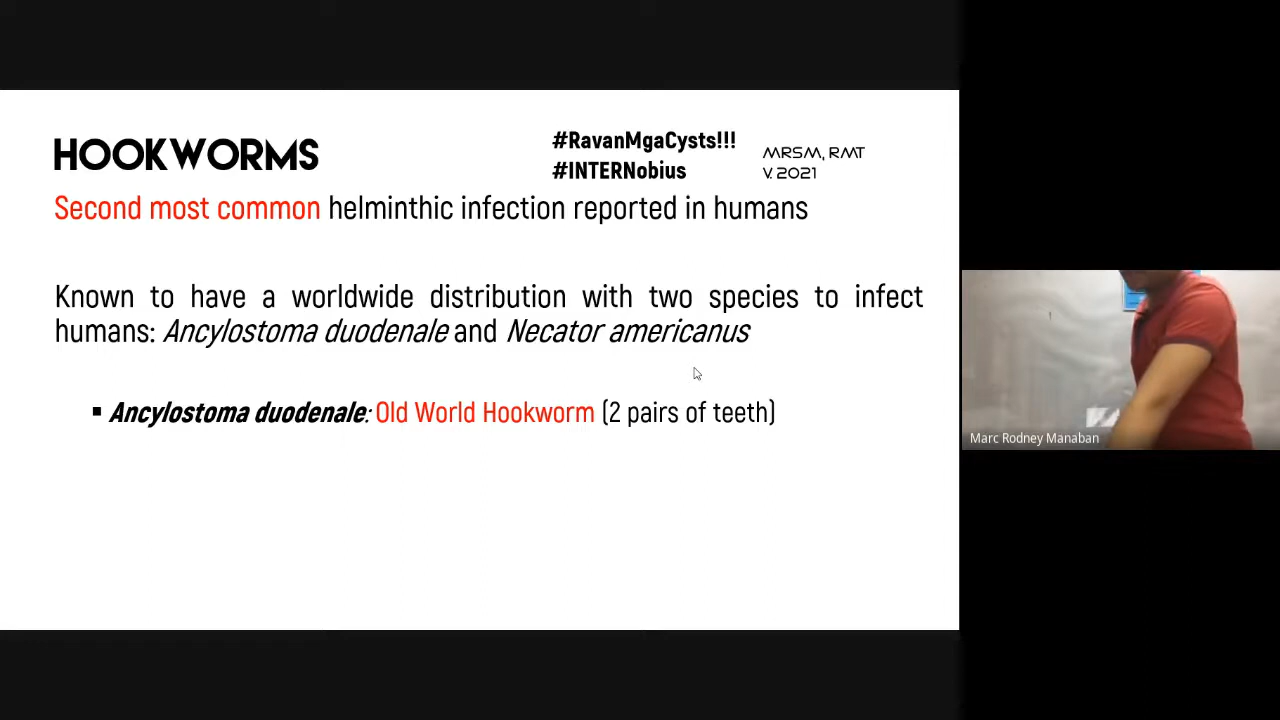 HOOKWORMS
#RavanMgaCysts!!!
#INTERNobius
MRSM, RMT
V. 2021
Second most common helminthic infection reported in humans
Known to have a worldwide distribution with two species to infect
humans: Ancylostoma duodenale and Necator americanus
▪ Ancylostoma duodenale: Old World Hookworm (2 pairs of teeth)
Marc Rodney Manaban